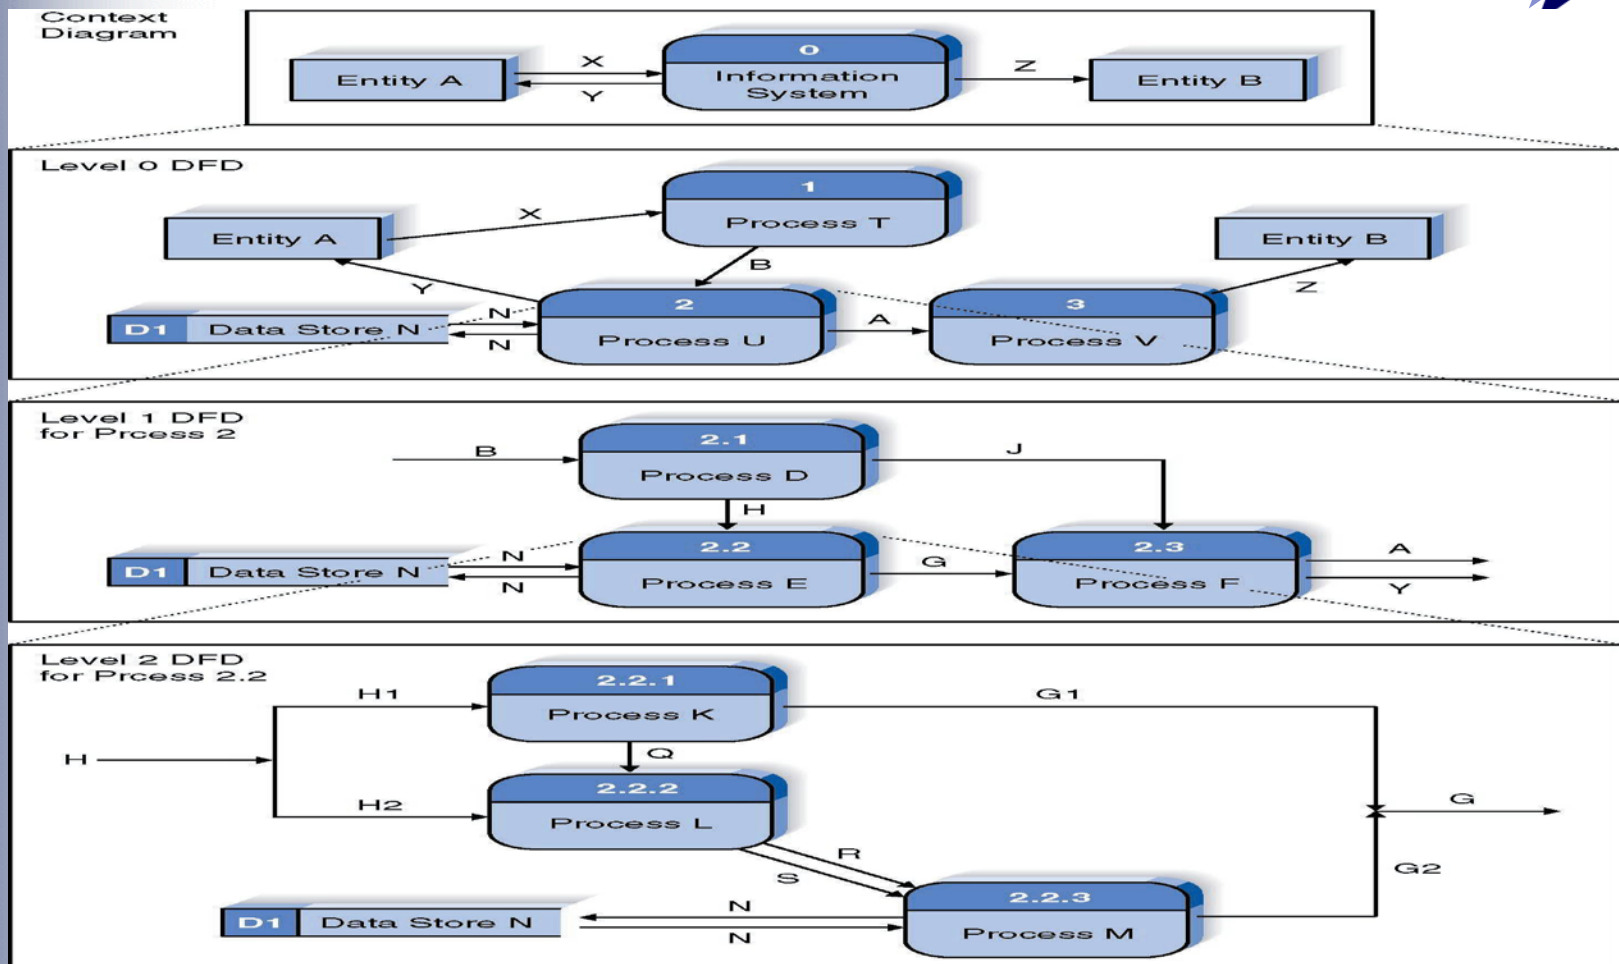 Context
Diagram
0
Entity A
X
Y
Information
System
Z
Entity B
Level 0 DFD
1
Process T
X
Entity A
Entity B
B
Y
Z
D1 Data Store N
N
N
2
Process U
A
3
Process V
Level 1 DFD
for Prcess 2
2.1
Process D
B
J
H
D1 Data Store N
N
N
2.2
Process E
G
2.3
Process F
A
Y
Level 2 DFD
for Prcess 2.2
H1
2.2.1
Process K
G1
H
Q
H2
2.2.2
Process L
G
R
S
G2
D1 Data Store N
N
N
2.2.3
Process M